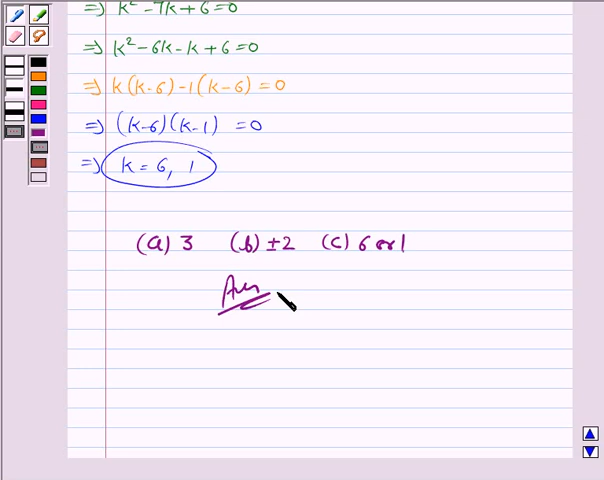 =) k² - 7k + 6 = 0
=) k² - 6k - k + 6 = 0
=) k (k-6) - 1 (k-6) = 0
=) (k-6) (k-1) = 0
=) k = 6, 1
(a) 3 (b) ±2 (c) 6 or 1
Ans